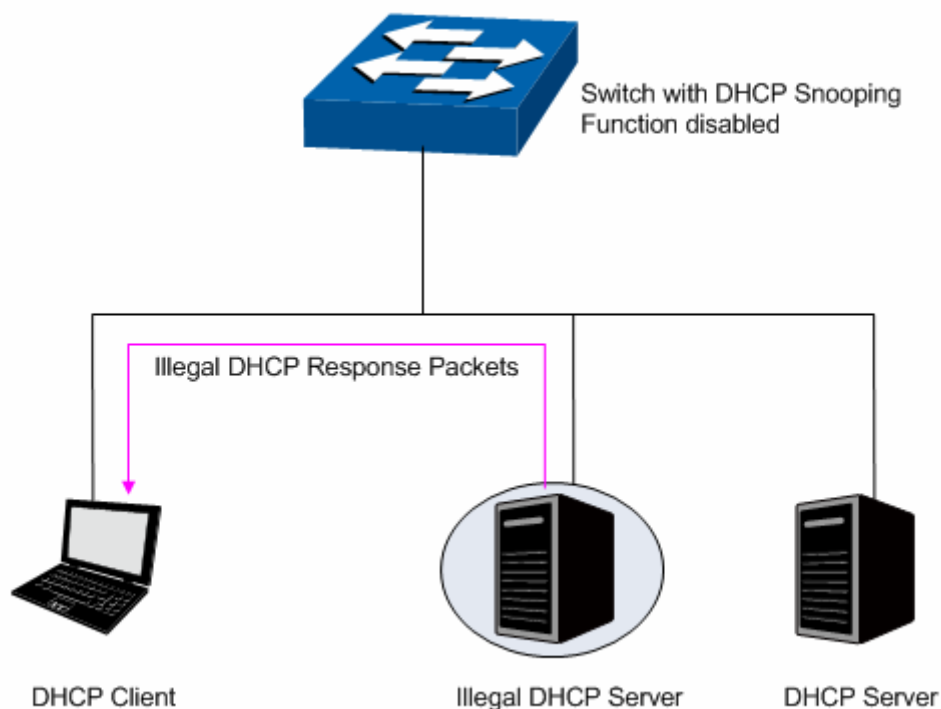 Switch with DHCP Snooping
Function disabled
Illegal DHCP Response Packets
DHCP Client
Illegal DHCP Server
DHCP Server